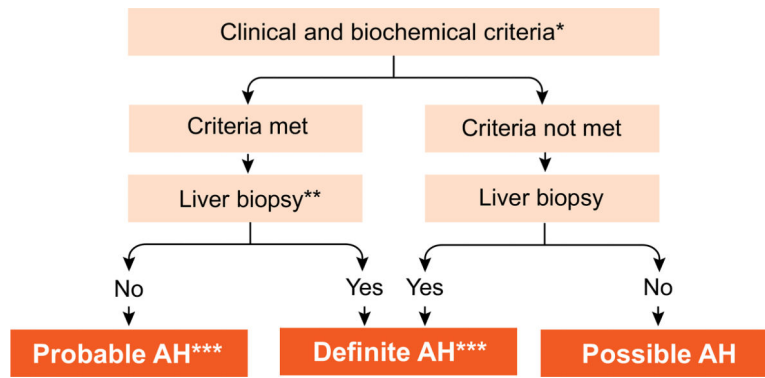 Clinical and biochemical criteria*
Criteria met
Criteria not met
Liver biopsy**
Liver biopsy
No
Yes
Yes
No
Probable AH***
Definite AH***
Possible AH